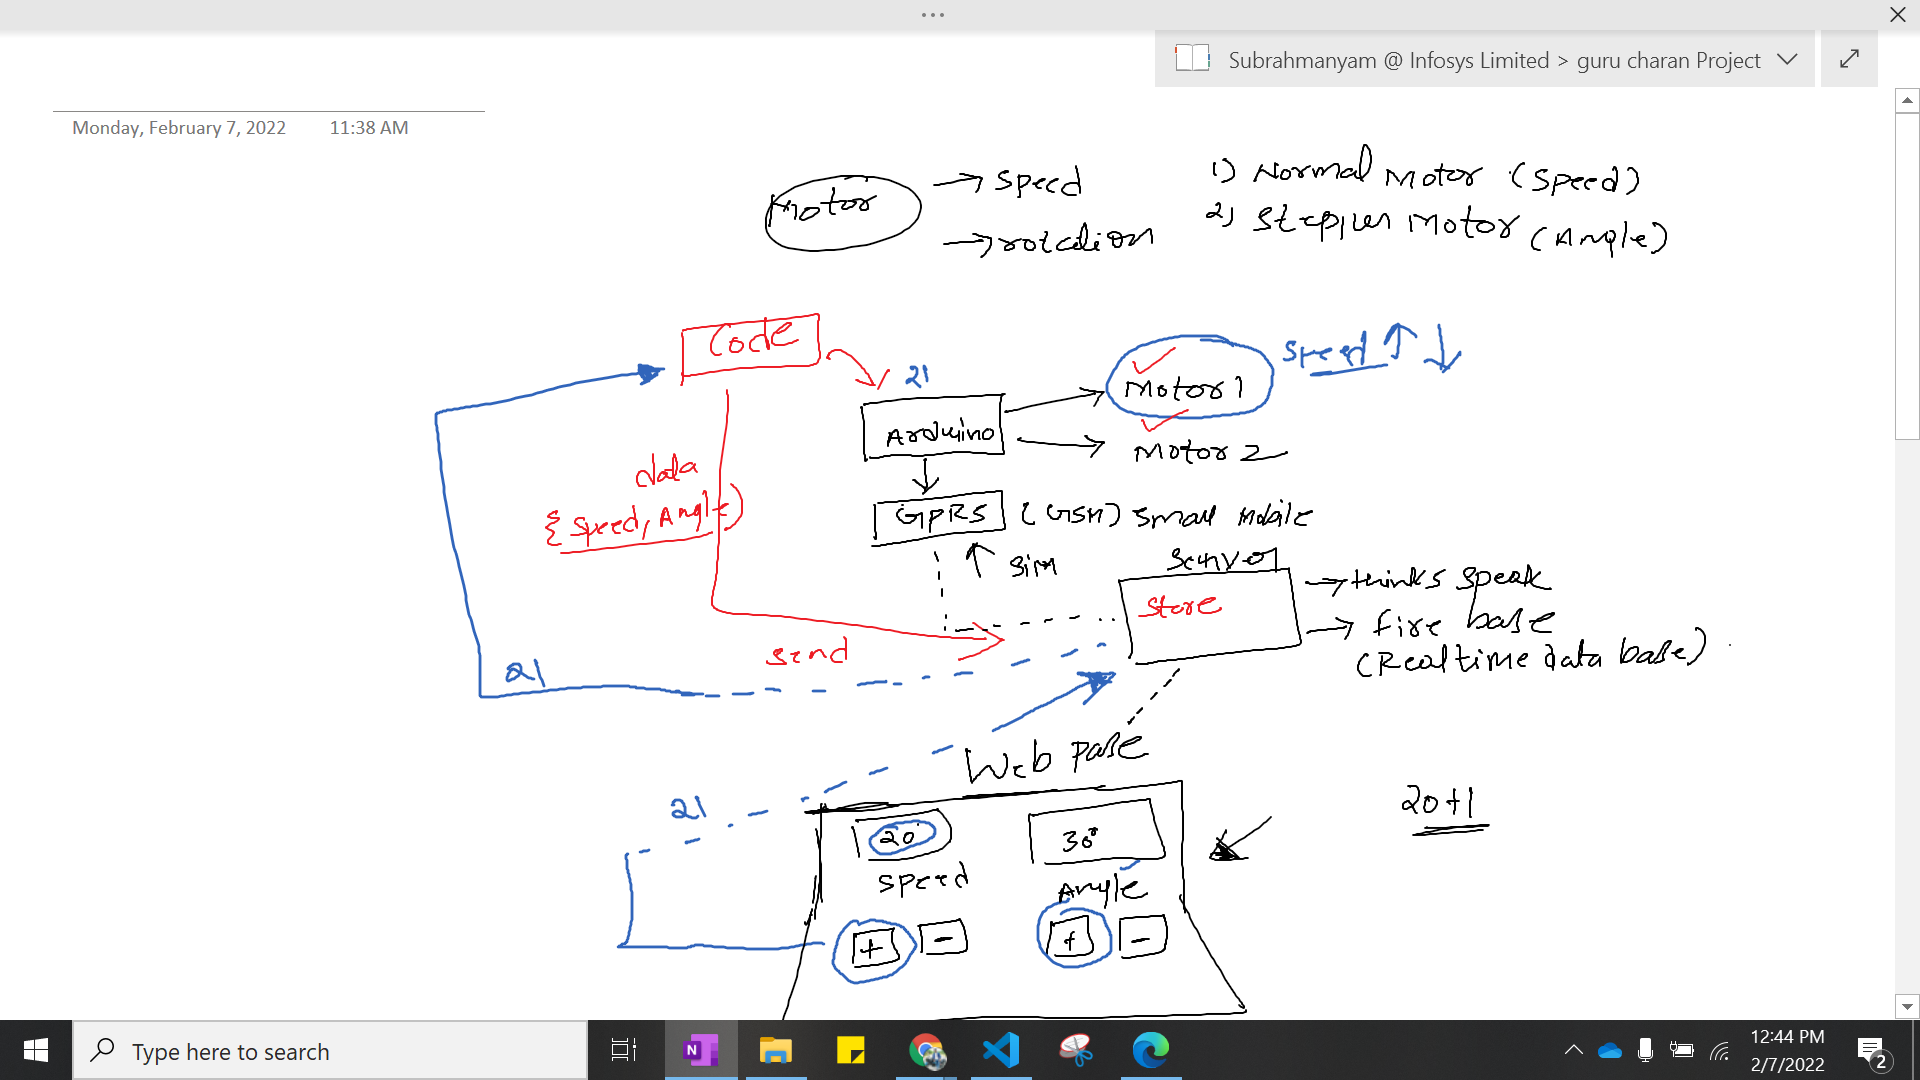 Subrahmanyam @ Infosys Limited > guru charan Project
Monday, February 7, 2022 11:38 AM
Motor → speed
→ rotation
1) Normal Motor (Speed)
2) Stepper Motor (Angle)
Code
21
Speed ↑ ↓
Motor 1
Arduino
Motor 2
data
{ speed, Angle }
GPRS (GSM) small mobile
sim
Server
store
→ thinks speak
→ fire base
(Realtime data base)
send
21
Web page
21
20+1
20
30°
Speed
Angle
+ -
+ -
Type here to search
12:44 PM
2/7/2022
2